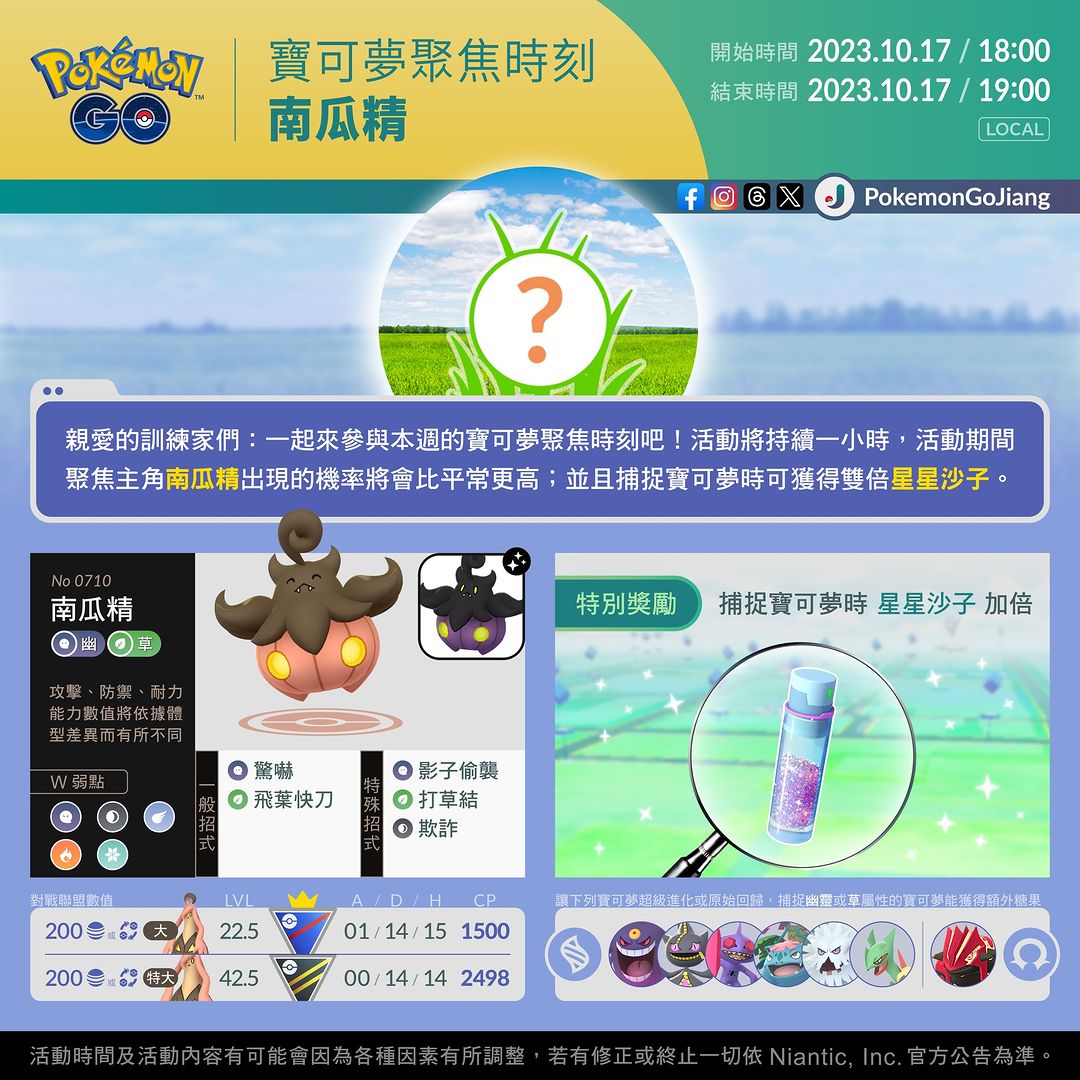 POKÉMON GO™
寶可夢聚焦時刻
南瓜精
開始時間 2023.10.17 / 18:00
結束時間 2023.10.17 / 19:00
LOCAL
PokemonGoJiang
?
親愛的訓練家們：一起來參與本週的寶可夢聚焦時刻吧！活動將持續一小時，活動期間
聚焦主角南瓜精出現的機率將會比平常更高；並且捕捉寶可夢時可獲得雙倍星星沙子。
No 0710
南瓜精
幽 草
攻擊、防禦、耐力
能力數值將依據體
型差異而有所不同
W 弱點
一般招式
驚嚇
飛葉快刀
特殊招式
影子偷襲
打草結
欺詐
特別獎勵 捕捉寶可夢時 星星沙子 加倍
對戰聯盟數值 LVL A / D / H CP
200 或 大 22.5 01 / 14 / 15 1500
200 或 特大 42.5 00 / 14 / 14 2498
讓下列寶可夢超級進化或原始回歸，捕捉幽靈或草屬性的寶可夢能獲得額外糖果
活動時間及活動內容有可能會因為各種因素有所調整，若有修正或終止一切依 Niantic, Inc. 官方公告為準。